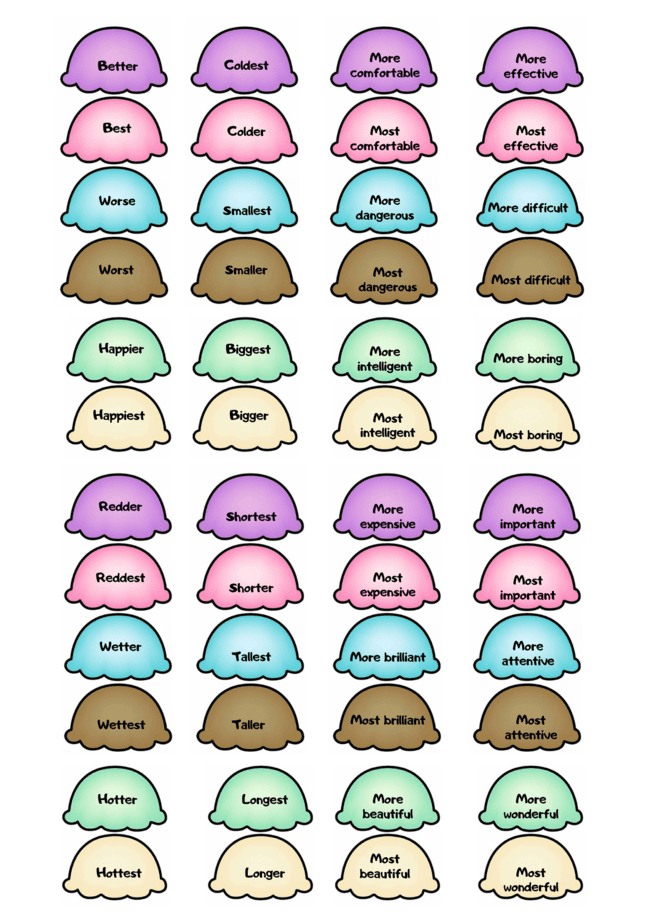 Better
Coldest
More
comfortable
More
effective
Best
Colder
Most
comfortable
Most
effective
Worse
Smallest
More
dangerous
More difficult
Worst
Smaller
Most
dangerous
Most difficult
Happier
Biggest
More
intelligent
More boring
Happiest
Bigger
Most
intelligent
Most boring
Redder
Shortest
More
expensive
More
important
Reddest
Shorter
Most
expensive
Most
important
Wetter
Tallest
More brilliant
More
attentive
Wettest
Taller
Most brilliant
Most
attentive
Hotter
Longest
More
beautiful
More
wonderful
Hottest
Longer
Most
beautiful
Most
wonderful